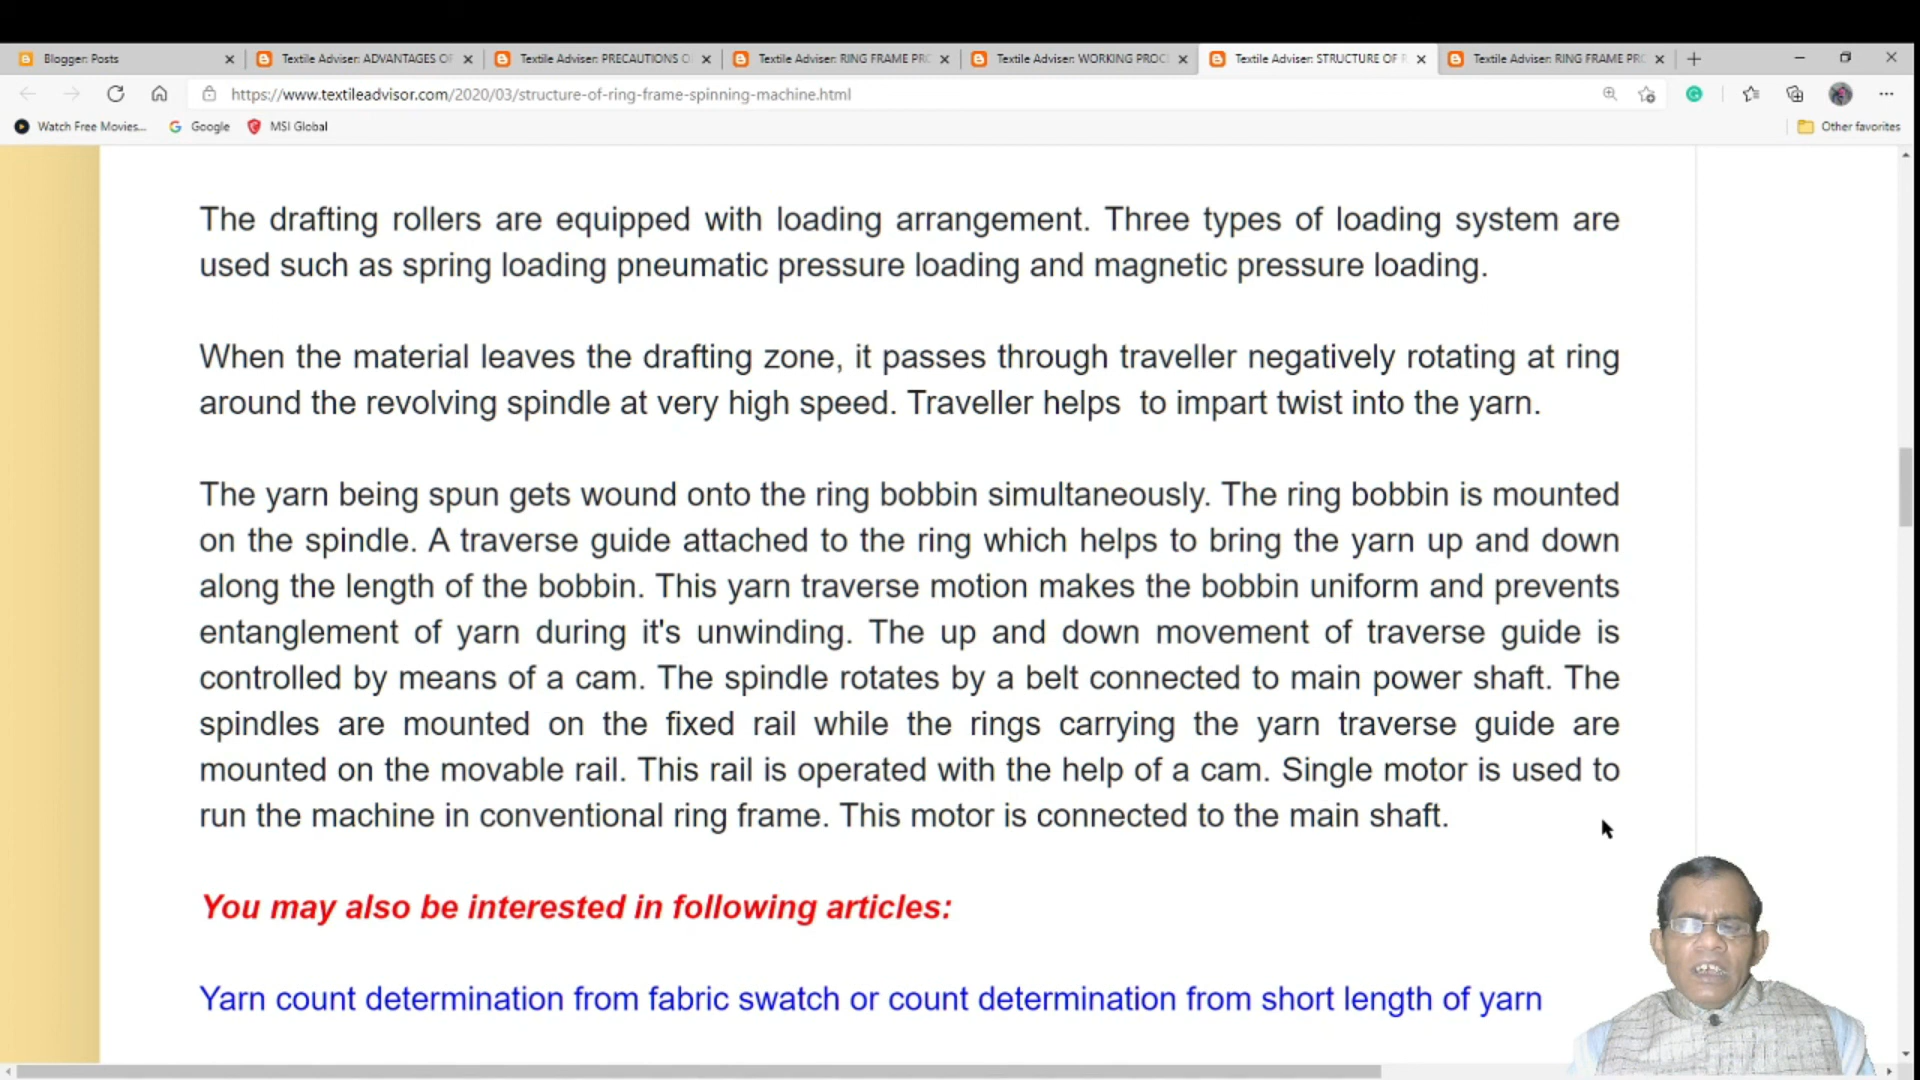 Blogger: Posts
Textile Adviser: ADVANTAGES OF
Textile Adviser: PRECAUTIONS O
Textile Adviser: RING FRAME PRO
Textile Adviser: WORKING PROC
Textile Adviser: STRUCTURE OF R
Textile Adviser: RING FRAME PRO
https://www.textileadvisor.com/2020/03/structure-of-ring-frame-spinning-machine.html
Watch Free Movies...
Google
MSI Global
Other favorites
The drafting rollers are equipped with loading arrangement. Three types of loading system are
used such as spring loading pneumatic pressure loading and magnetic pressure loading.
When the material leaves the drafting zone, it passes through traveller negatively rotating at ring
around the revolving spindle at very high speed. Traveller helps to impart twist into the yarn.
The yarn being spun gets wound onto the ring bobbin simultaneously. The ring bobbin is mounted
on the spindle. A traverse guide attached to the ring which helps to bring the yarn up and down
along the length of the bobbin. This yarn traverse motion makes the bobbin uniform and prevents
entanglement of yarn during it's unwinding. The up and down movement of traverse guide is
controlled by means of a cam. The spindle rotates by a belt connected to main power shaft. The
spindles are mounted on the fixed rail while the rings carrying the yarn traverse guide are
mounted on the movable rail. This rail is operated with the help of a cam. Single motor is used to
run the machine in conventional ring frame. This motor is connected to the main shaft.
You may also be interested in following articles:
Yarn count determination from fabric swatch or count determination from short length of yarn